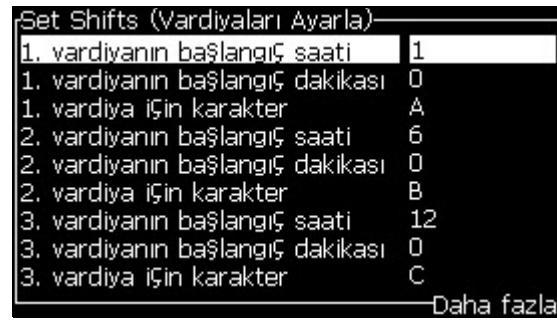 Set Shifts (Vardiyaları Ayarla)
1. vardiyanın başlangıç saati 1
1. vardiyanın başlangıç dakikası 0
1. vardiya için karakter A
2. vardiyanın başlangıç saati 6
2. vardiyanın başlangıç dakikası 0
2. vardiya için karakter B
3. vardiyanın başlangıç saati 12
3. vardiyanın başlangıç dakikası 0
3. vardiya için karakter C
Daha fazla